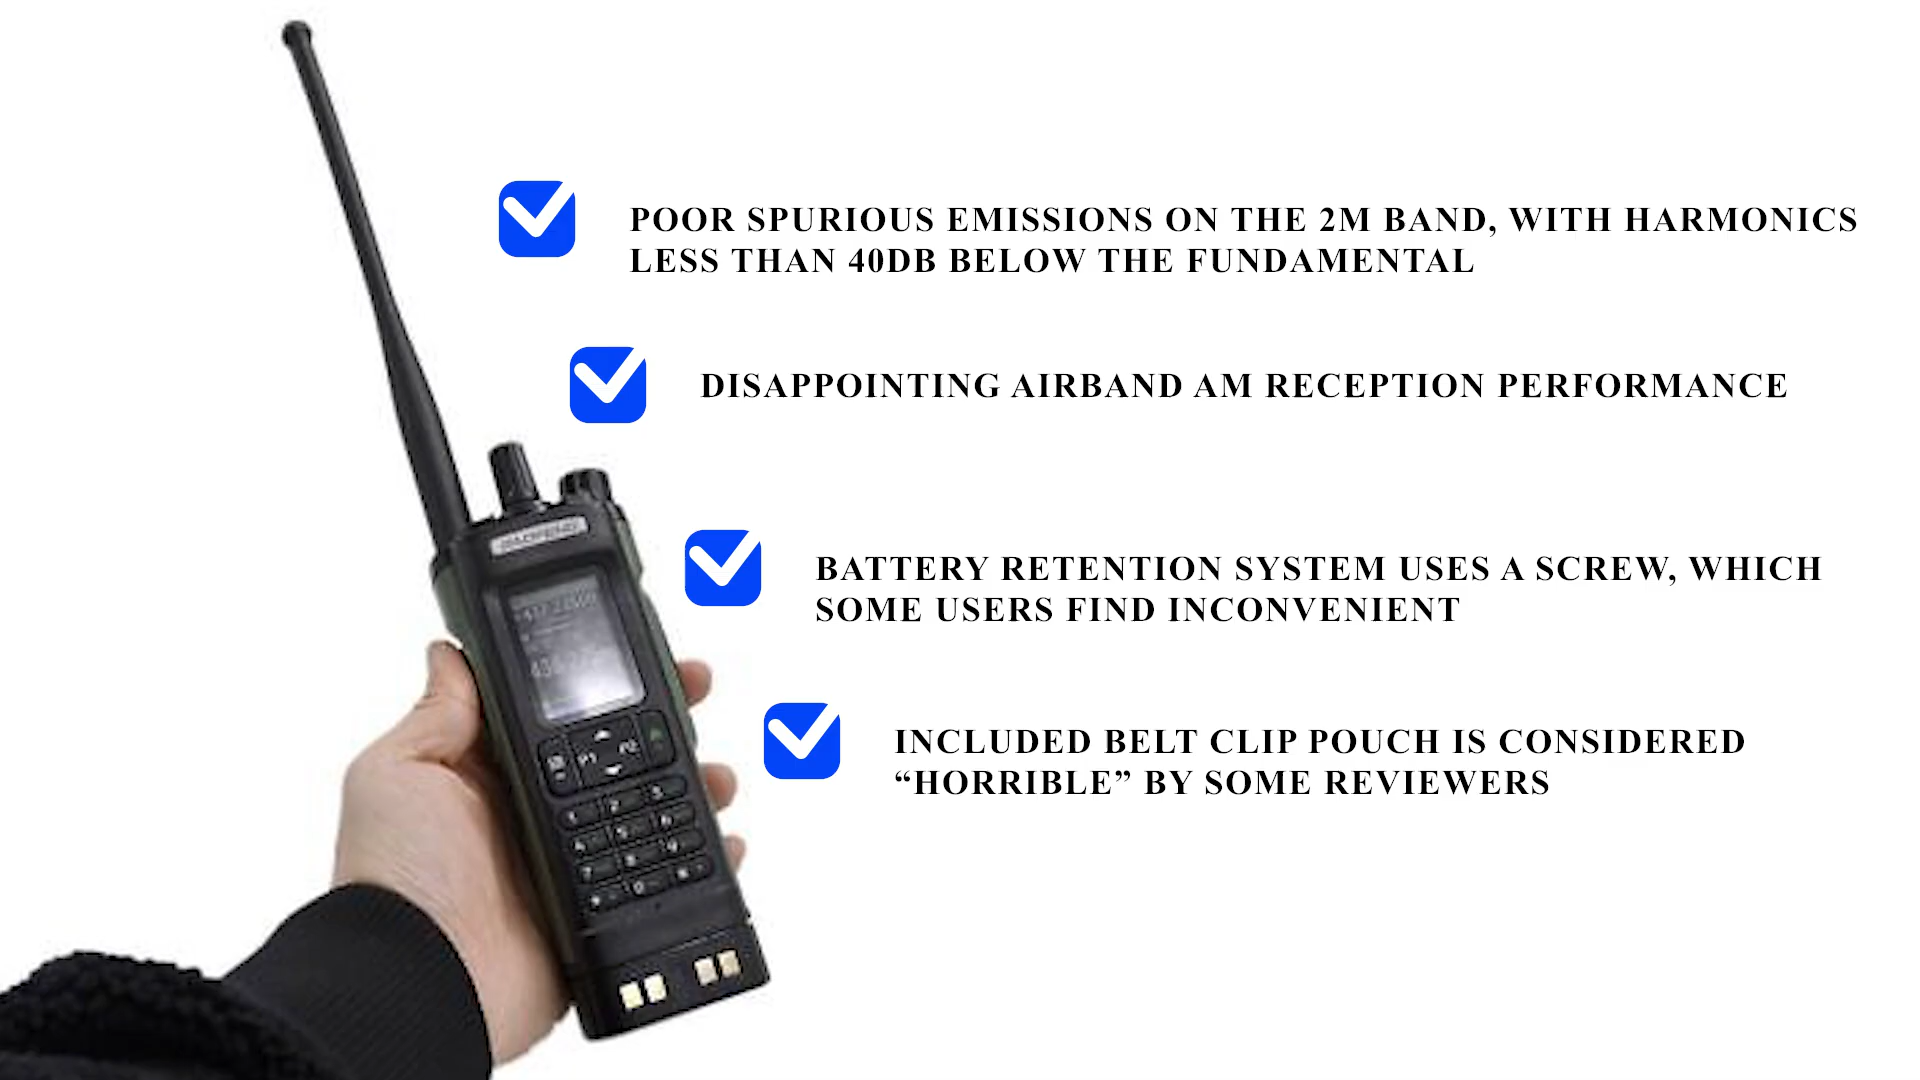 POOR SPURIOUS EMISSIONS ON THE 2M BAND, WITH HARMONICS
LESS THAN 40DB BELOW THE FUNDAMENTAL
DISAPPOINTING AIRBAND AM RECEPTION PERFORMANCE
BAOFENG
BATTERY RETENTION SYSTEM USES A SCREW, WHICH
SOME USERS FIND INCONVENIENT
INCLUDED BELT CLIP POUCH IS CONSIDERED
“HORRIBLE” BY SOME REVIEWERS